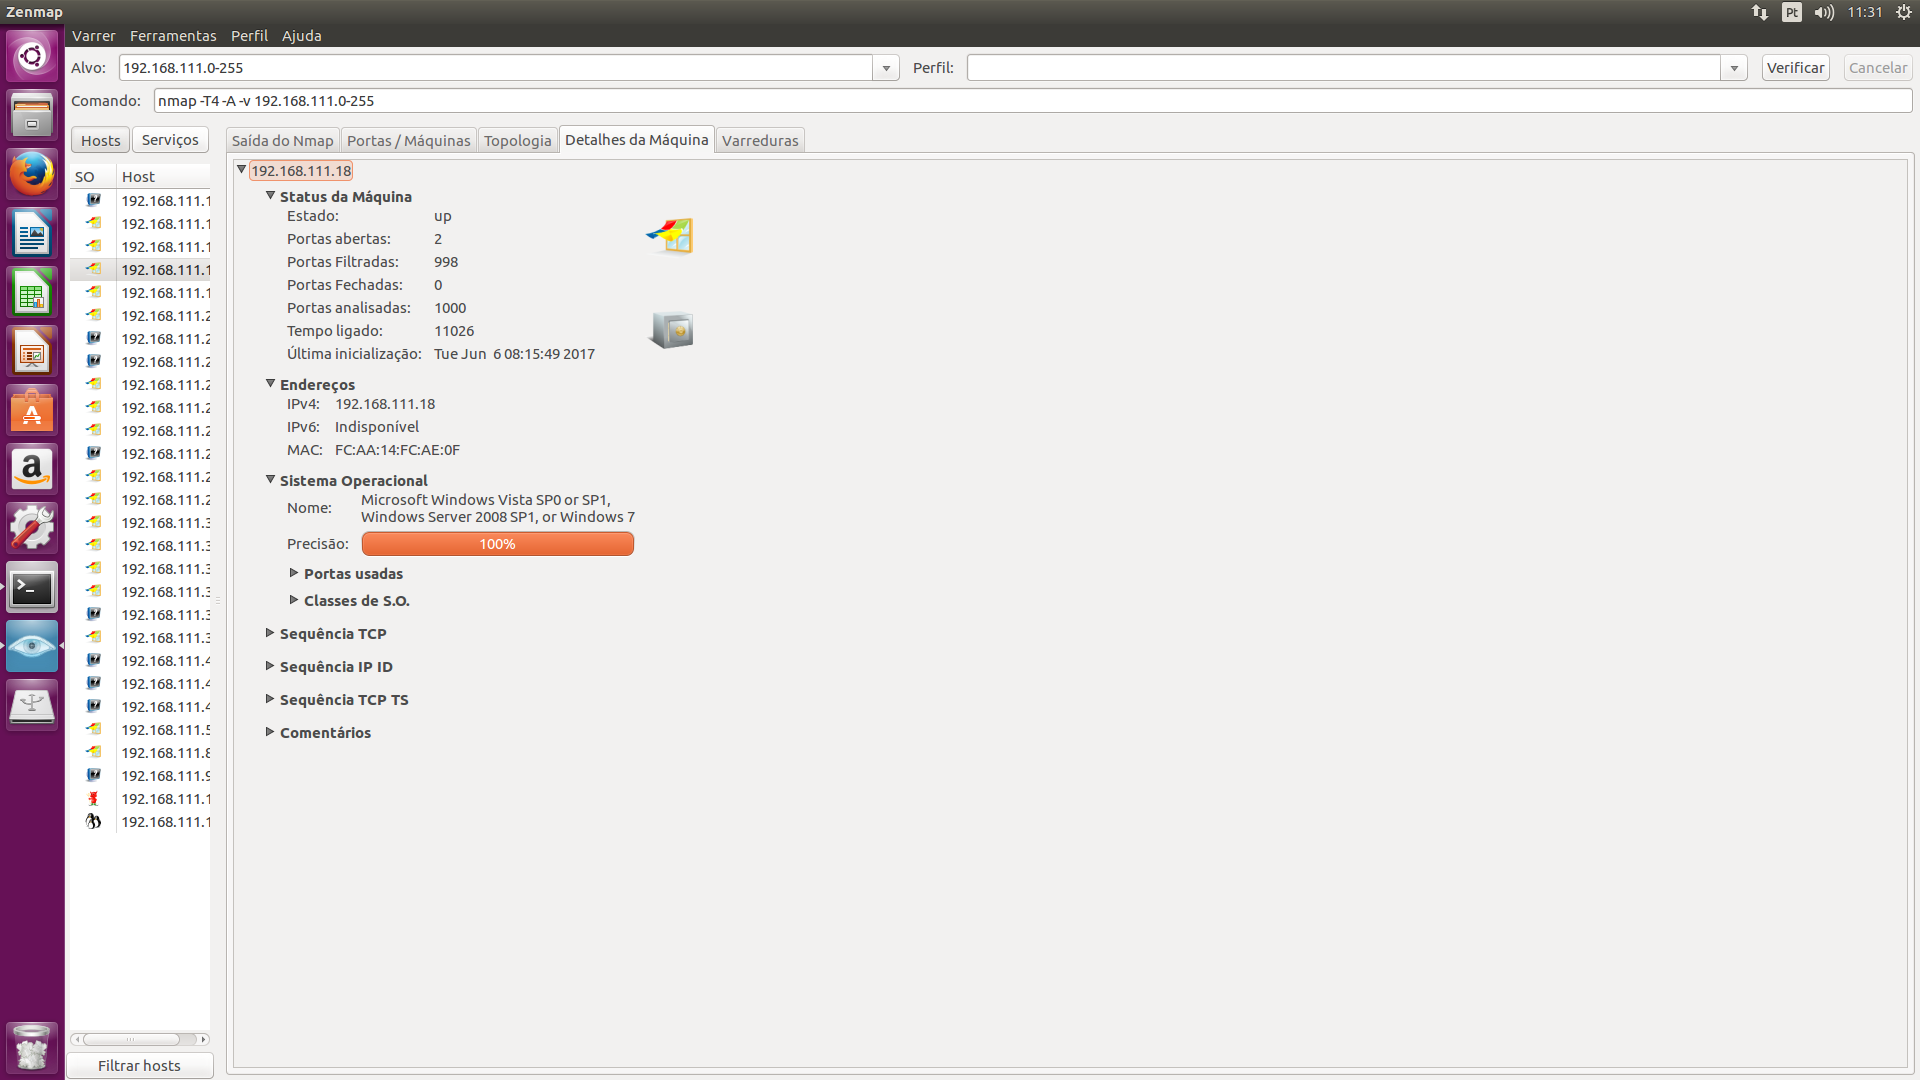 Zenmap
Pt
11:31
Varrer Ferramentas Perfil Ajuda
Alvo: 192.168.111.0-255 Perfil: Verificar Cancelar
Comando: nmap -T4 -A -v 192.168.111.0-255
Hosts Serviços
Saída do Nmap Portas / Máquinas Topologia Detalhes da Máquina Varreduras
SO Host
192.168.111.1
192.168.111.1
192.168.111.1
192.168.111.1
192.168.111.1
192.168.111.2
192.168.111.2
192.168.111.2
192.168.111.2
192.168.111.2
192.168.111.2
192.168.111.2
192.168.111.2
192.168.111.2
192.168.111.3
192.168.111.3
192.168.111.3
192.168.111.3
192.168.111.3
192.168.111.3
192.168.111.4
192.168.111.4
192.168.111.4
192.168.111.5
192.168.111.8
192.168.111.9
192.168.111.1
192.168.111.1
Filtrar hosts
192.168.111.18
Status da Máquina
Estado: up
Portas abertas: 2
Portas Filtradas: 998
Portas Fechadas: 0
Portas analisadas: 1000
Tempo ligado: 11026
Última inicialização: Tue Jun 6 08:15:49 2017
Endereços
IPv4: 192.168.111.18
IPv6: Indisponível
MAC: FC:AA:14:FC:AE:0F
Sistema Operacional
Nome: Microsoft Windows Vista SP0 or SP1,
Windows Server 2008 SP1, or Windows 7
Precisão: 100%
Portas usadas
Classes de S.O.
Sequência TCP
Sequência IP ID
Sequência TCP TS
Comentários